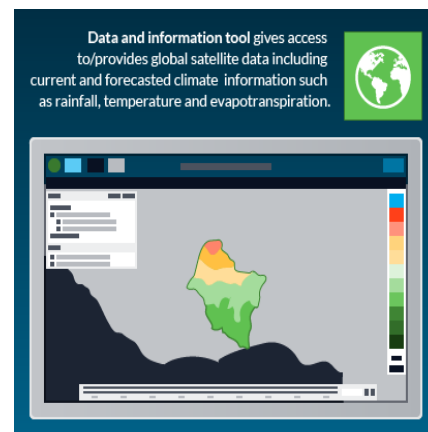 Data and information tool gives access
to/provides global satellite data including
current and forecasted climate information such
as rainfall, temperature and evapotranspiration.